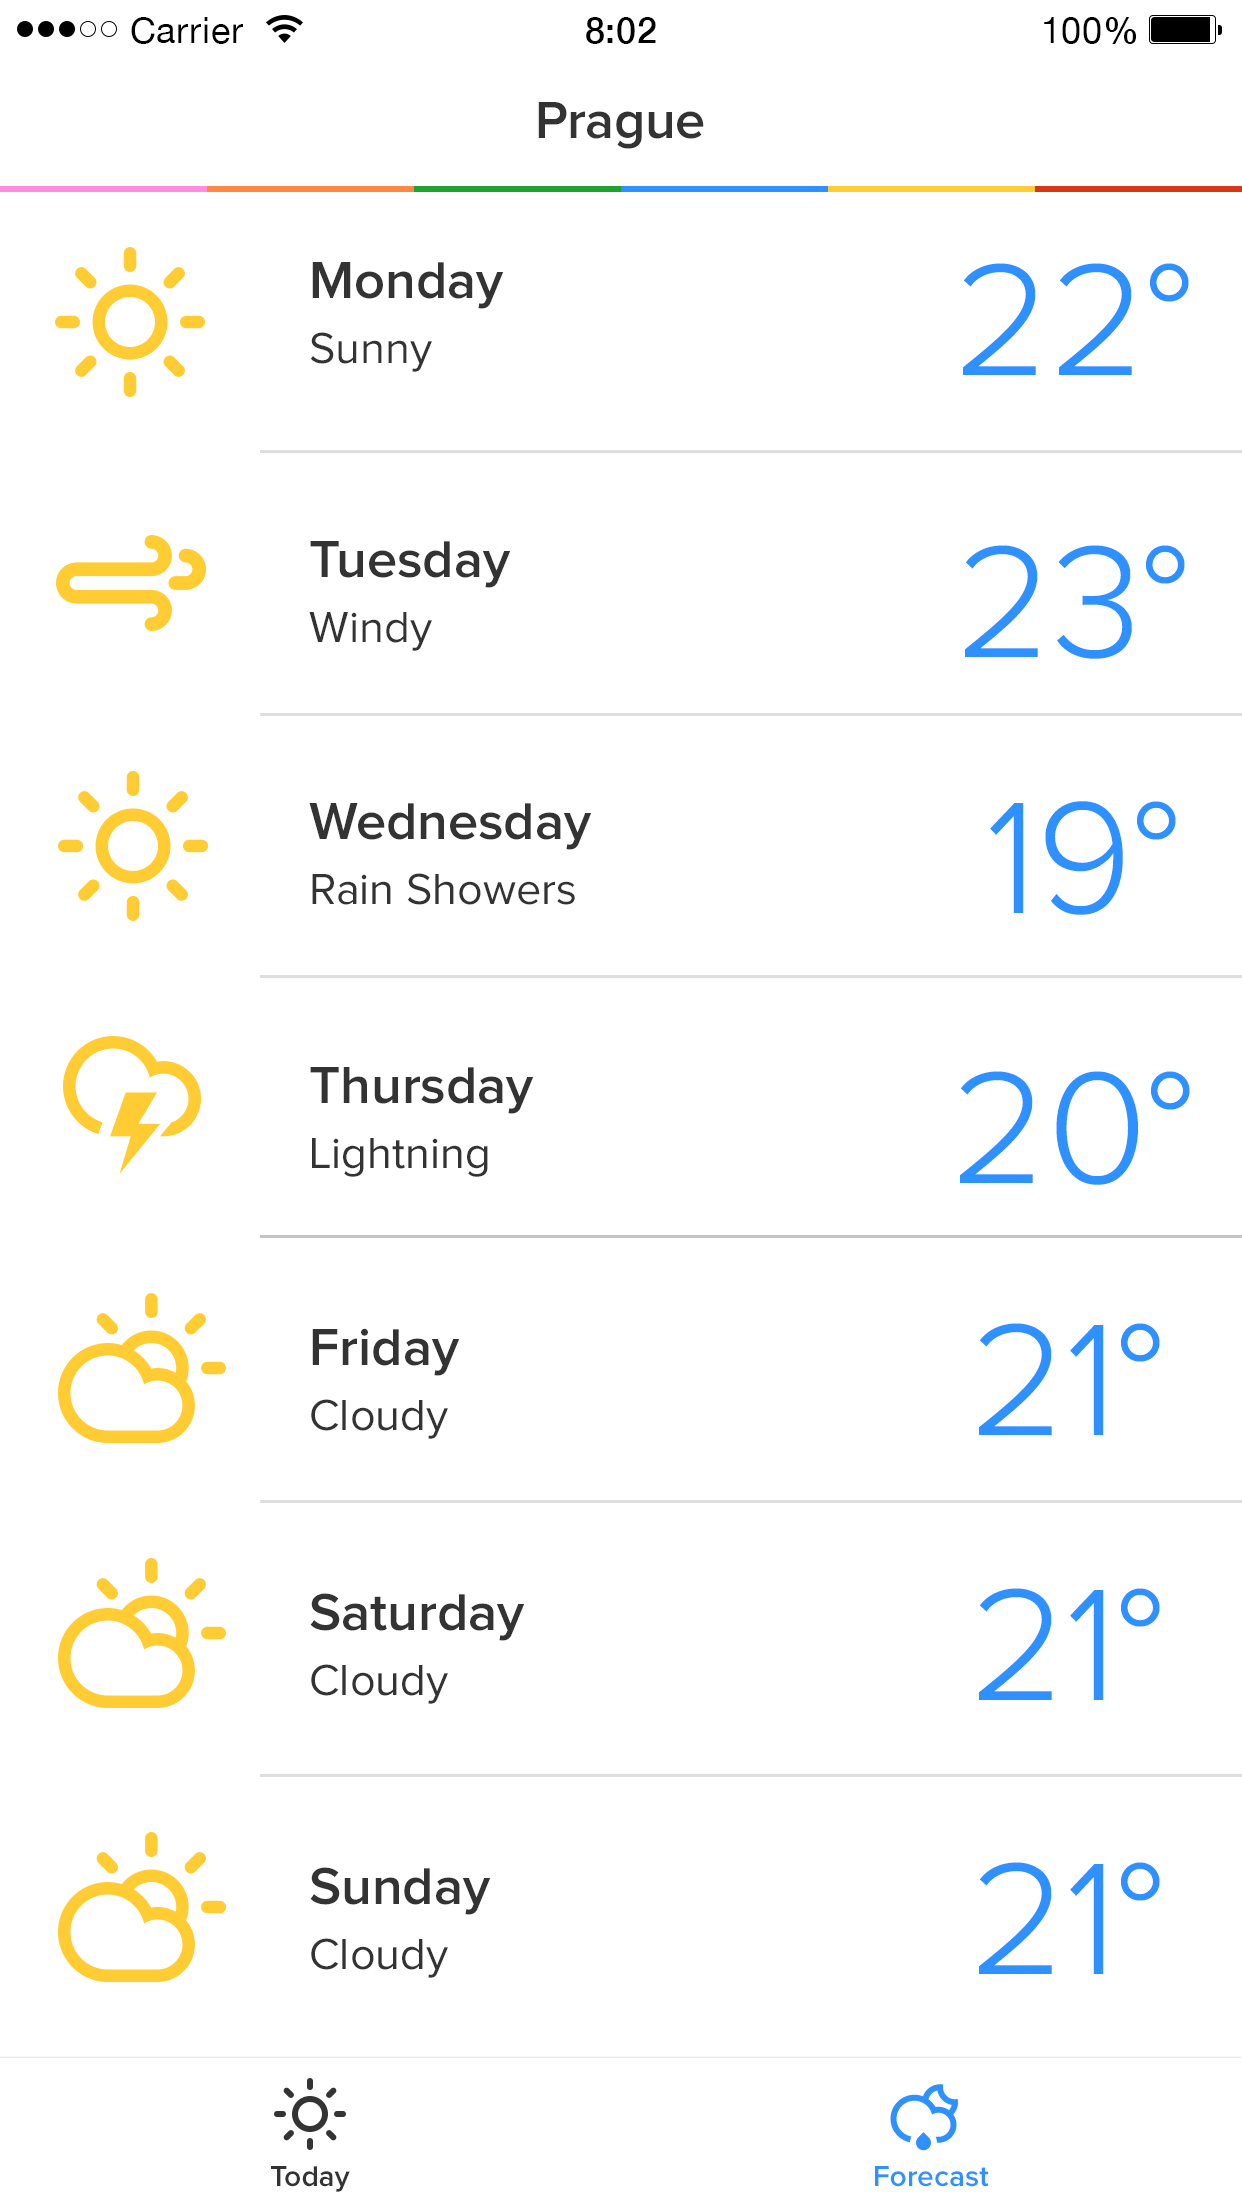 Carrier 8:02 100%
Prague
Monday
Sunny
22°
Tuesday
Windy
23°
Wednesday
Rain Showers
19°
Thursday
Lightning
20°
Friday
Cloudy
21°
Saturday
Cloudy
21°
Sunday
Cloudy
21°
Today Forecast